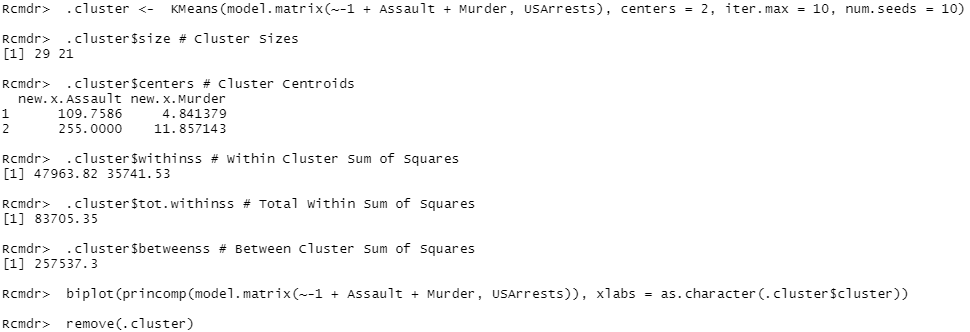 Rcmdr>  .cluster <-  KMeans(model.matrix(~-1 + Assault + Murder, USArrests), centers = 2, iter.max = 10, num.seeds = 10)
Rcmdr>  .cluster$size # Cluster Sizes
[1] 29 21
Rcmdr>  .cluster$centers # Cluster Centroids
  new.x.Assault new.x.Murder
1      109.7586     4.841379
2      255.0000    11.857143
Rcmdr>  .cluster$withinss # Within Cluster Sum of Squares
[1] 47963.82 35741.53
Rcmdr>  .cluster$tot.withinss # Total Within Sum of Squares
[1] 83705.35
Rcmdr>  .cluster$betweenss # Between Cluster Sum of Squares
[1] 257537.3
Rcmdr>  biplot(princomp(model.matrix(~-1 + Assault + Murder, USArrests)), xlabs = as.character(.cluster$cluster))
Rcmdr>  remove(.cluster)